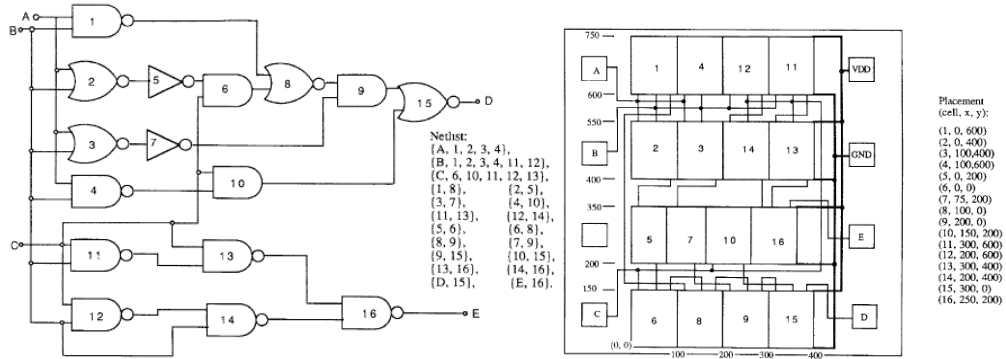 A
B
1
2
5
6
8
9
15
D
3
7
4
10
C
11
13
12
14
16
E
Netlist:
{A, 1, 2, 3, 4},
{B, 1, 2, 3, 4, 11, 12},
{C, 6, 10, 11, 12, 13},
{1, 8}, {2, 5},
{3, 7}, {4, 10},
{11, 13}, {12, 14},
{5, 6}, {6, 8},
{8, 9}, {7, 9},
{9, 15}, {10, 15},
{13, 16}, {14, 16},
{D, 15}, {E, 16}.
750
A 1 4 12 11 VDD
600
550
B 2 3 14 13 GND
400
350
5 7 10 16 E
200
150
C 6 8 9 15 D
(0, 0) 100 200 300 400
Placement
(cell, x, y):
(1, 0, 600)
(2, 0, 400)
(3, 100,400)
(4, 100,600)
(5, 0, 200)
(6, 0, 0)
(7, 75, 200)
(8, 100, 0)
(9, 200, 0)
(10, 150, 200)
(11, 300, 600)
(12, 200, 600)
(13, 300, 400)
(14, 200, 400)
(15, 300, 0)
(16, 250, 200)